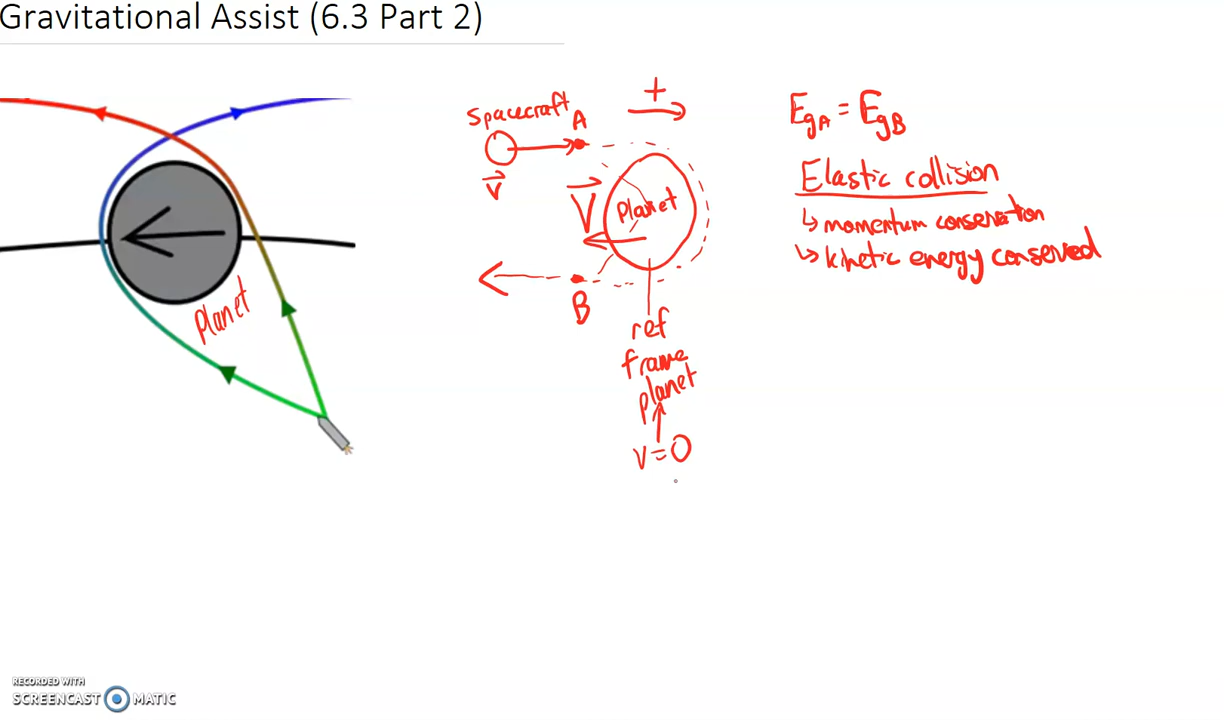 Gravitational Assist (6.3 Part 2)
planet
spacecraft
A
+
v
V
Planet
B
ref
frame
planet
v=0
EgA = EgB
Elastic collision
↳ momentum conservation
↳ kinetic energy conserved
RECORDED WITH
SCREENCAST MATIC